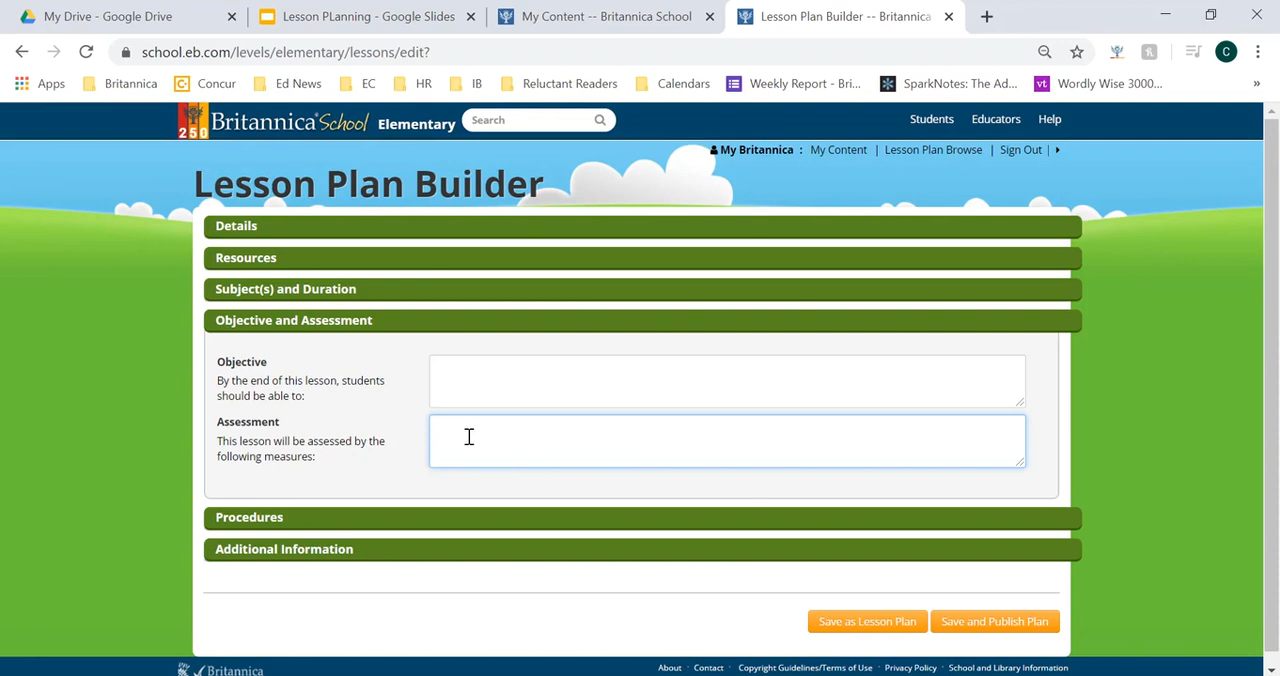 My Drive - Google Drive
Lesson PLanning - Google Slides
My Content -- Britannica School
Lesson Plan Builder -- Britannica
school.eb.com/levels/elementary/lessons/edit?
C
Apps
Britannica
Concur
Ed News
EC
HR
IB
Reluctant Readers
Calendars
Weekly Report - Bri...
SparkNotes: The Ad...
vt
Wordly Wise 3000...
»
250
Britannica School Elementary
Search
Students
Educators
Help
My Britannica : My Content | Lesson Plan Browse | Sign Out |
Lesson Plan Builder
Details
Resources
Subject(s) and Duration
Objective and Assessment
Objective
By the end of this lesson, students
should be able to:
Assessment
This lesson will be assessed by the
following measures:
Procedures
Additional Information
Save as Lesson Plan
Save and Publish Plan
Britannica
About · Contact · Copyright Guidelines/Terms of Use · Privacy Policy · School and Library Information